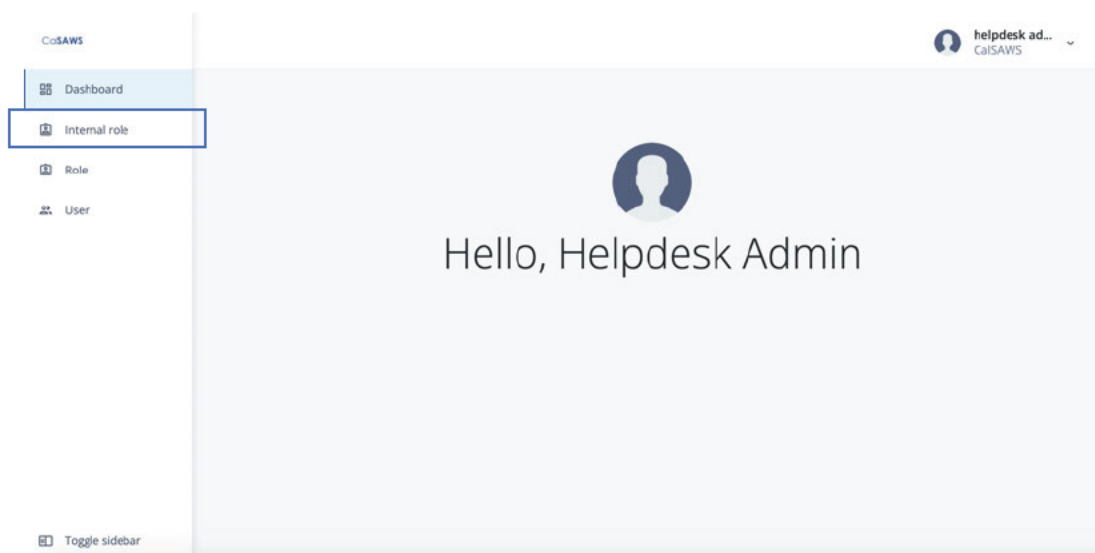 CalSAWS
helpdesk ad...
CalSAWS
Dashboard
Internal role
Role
User
Hello, Helpdesk Admin
Toggle sidebar